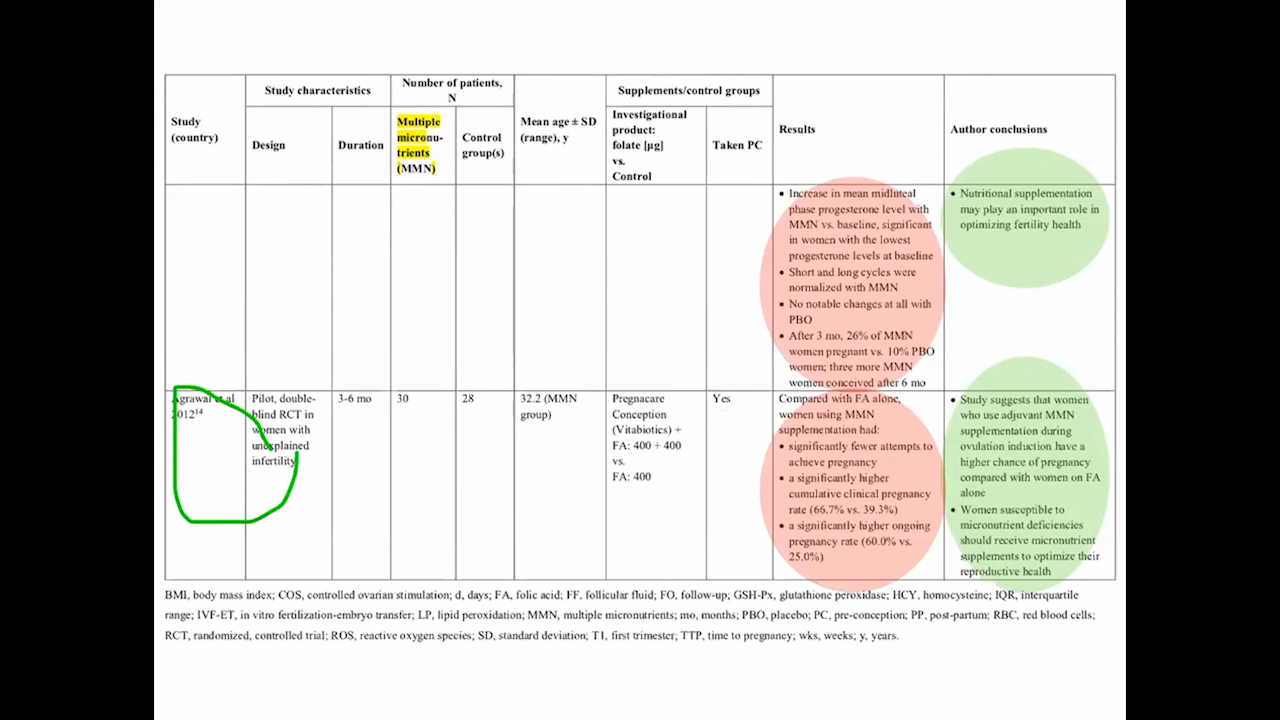 Study
(country)
Study characteristics
Design
Duration
Number of patients,
N
Multiple
micronu-
trients
(MMN)
Control
group(s)
Mean age ± SD
(range), y
Supplements/control groups
Investigational
product:
folate [µg]
vs.
Control
Taken PC
Results
Author conclusions
• Increase in mean midluteal
phase progesterone level with
MMN vs. baseline, significant
in women with the lowest
progesterone levels at baseline
• Short and long cycles were
normalized with MMN
• No notable changes at all with
PBO
• After 3 mo, 26% of MMN
women pregnant vs. 10% PBO
women; three more MMN
women conceived after 6 mo
• Nutritional supplementation
may play an important role in
optimizing fertility health
Agrawal et al
2012¹⁴
Pilot, double-
blind RCT in
women with
unexplained
infertility
3-6 mo
30
28
32.2 (MMN
group)
Pregnacare
Conception
(Vitabiotics) +
FA: 400 + 400
vs.
FA: 400
Yes
Compared with FA alone,
women using MMN
supplementation had:
• significantly fewer attempts to
achieve pregnancy
• a significantly higher
cumulative clinical pregnancy
rate (66.7% vs. 39.3%)
• a significantly higher ongoing
pregnancy rate (60.0% vs.
25.0%)
• Study suggests that women
who use adjuvant MMN
supplementation during
ovulation induction have a
higher chance of pregnancy
compared with women on FA
alone
• Women susceptible to
micronutrient deficiencies
should receive micronutrient
supplements to optimize their
reproductive health
BMI, body mass index; COS, controlled ovarian stimulation; d, days; FA, folic acid; FF, follicular fluid; FO, follow-up; GSH-Px, glutathione peroxidase; HCY, homocysteine; IQR, interquartile
range; IVF-ET, in vitro fertilization-embryo transfer; LP, lipid peroxidation; MMN, multiple micronutrients; mo, months; PBO, placebo; PC, pre-conception; PP, post-partum; RBC, red blood cells;
RCT, randomized, controlled trial; ROS, reactive oxygen species; SD, standard deviation; T1, first trimester; TTP, time to pregnancy; wks, weeks; y, years.